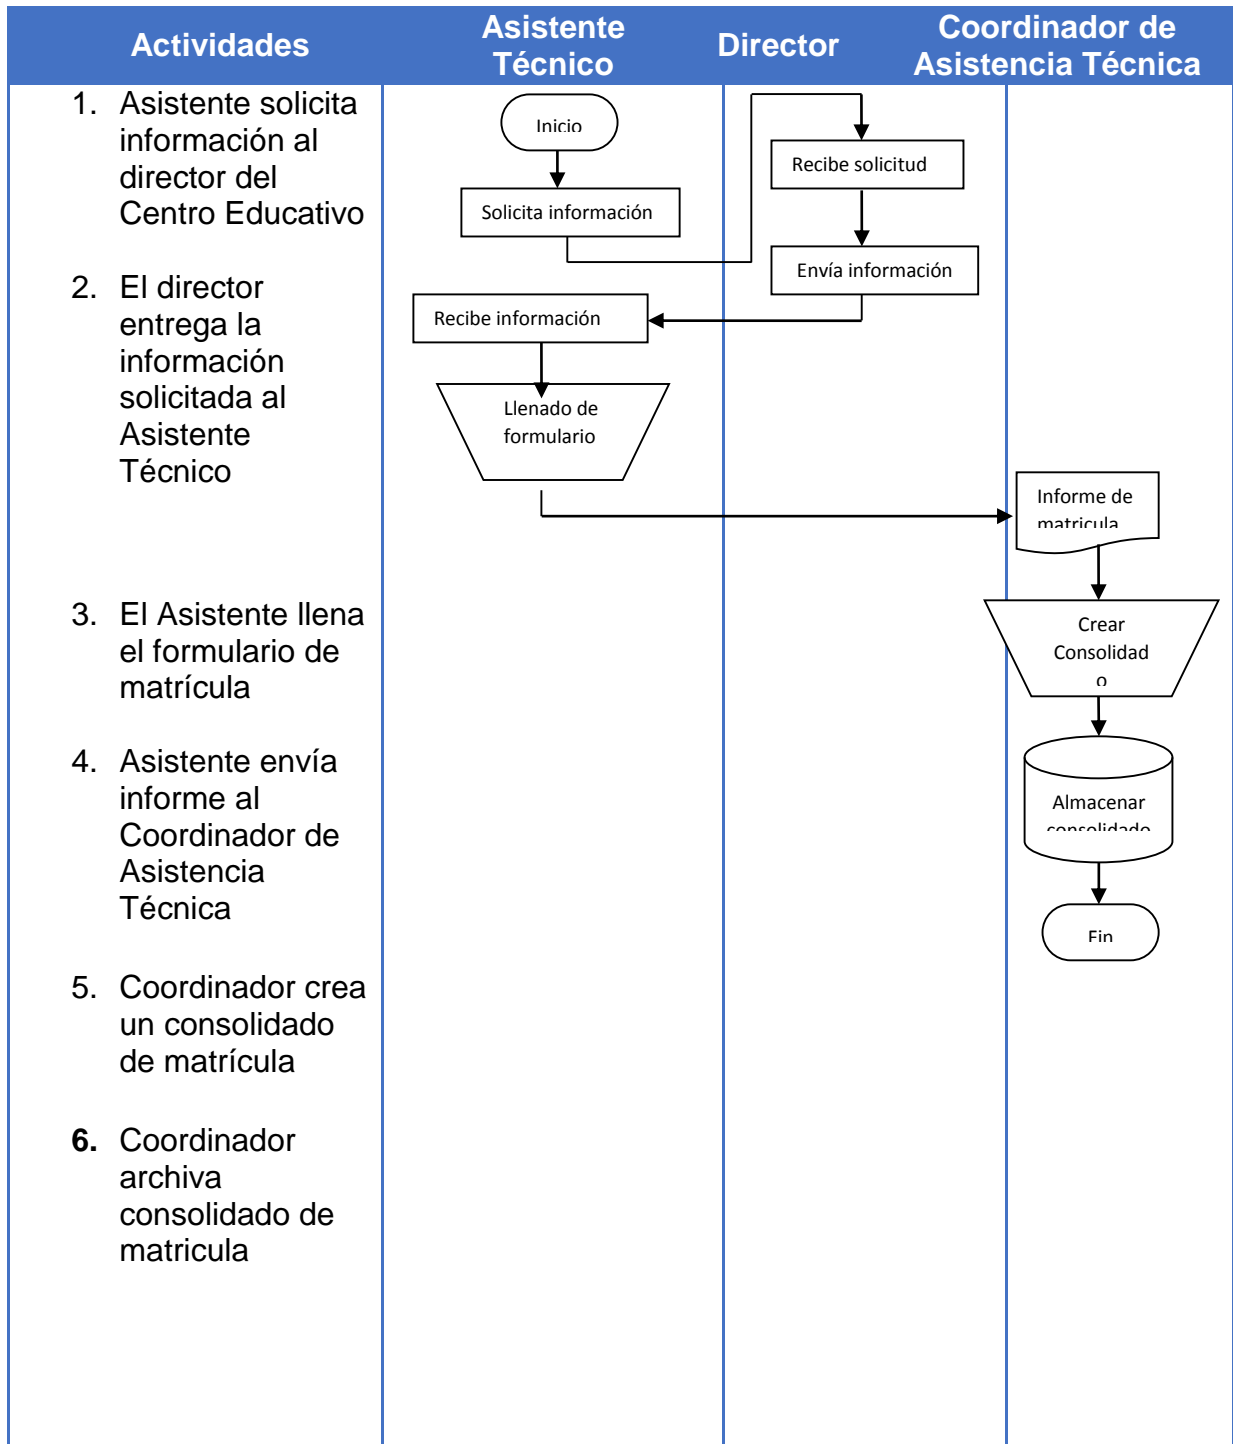 Actividades
Asistente
Técnico
Director
Coordinador de
Asistencia Técnica
1. Asistente solicita
información al
director del
Centro Educativo
2. El director
entrega la
información
solicitada al
Asistente
Técnico
3. El Asistente llena
el formulario de
matrícula
4. Asistente envía
informe al
Coordinador de
Asistencia
Técnica
5. Coordinador crea
un consolidado
de matrícula
6. Coordinador
archiva
consolidado de
matricula
Inicio
Solicita información
Recibe solicitud
Envía información
Recibe información
Llenado de
formulario
Informe de
matricula
Crear
Consolidad
o
Almacenar
consolidado
Fin